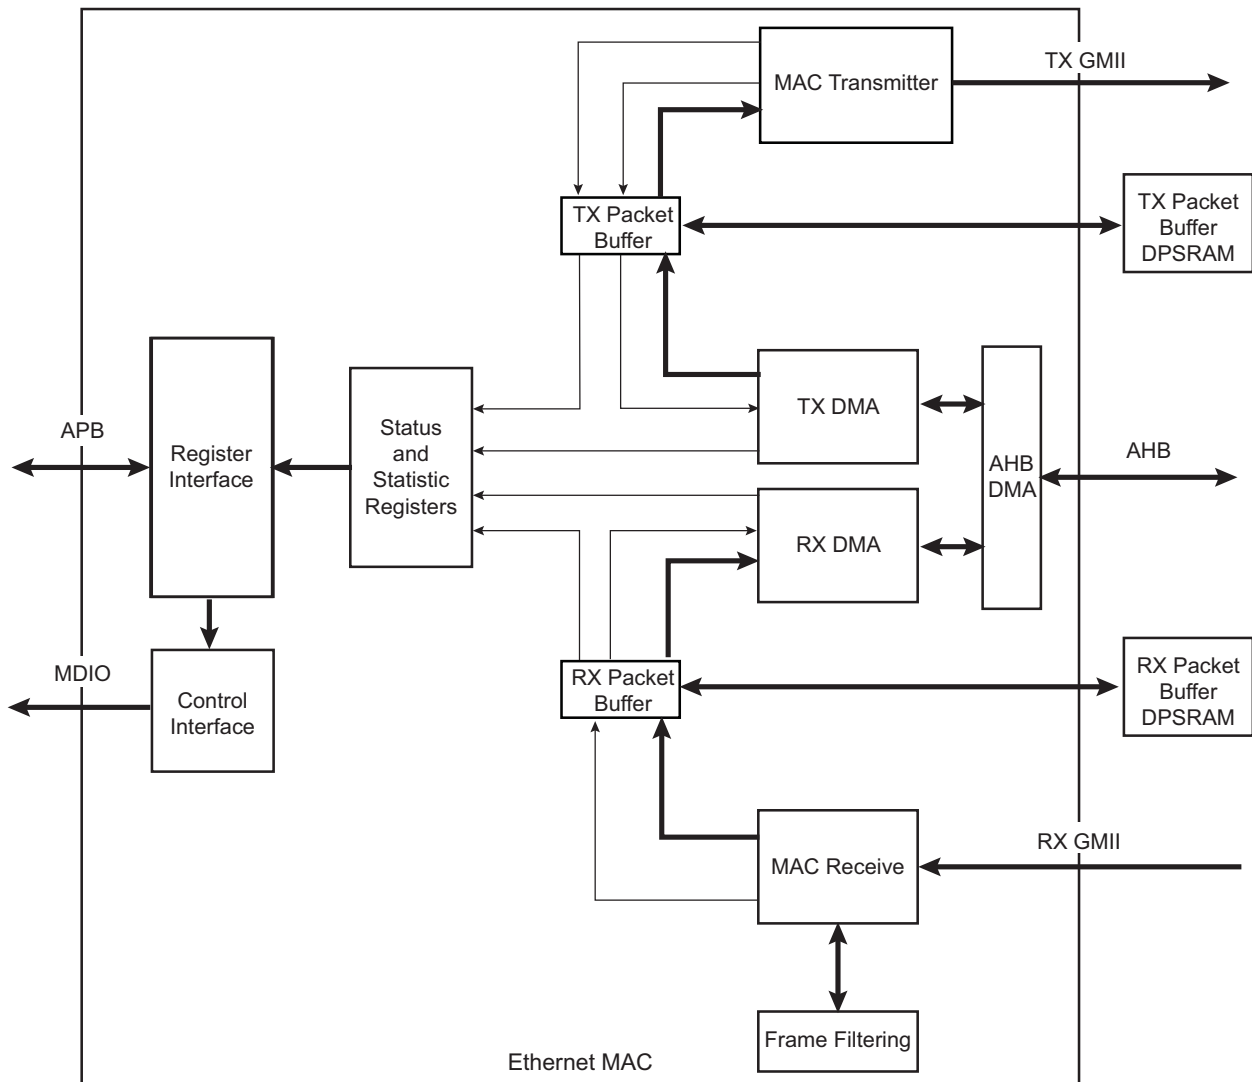 TX GMII
MAC Transmitter
TX Packet
Buffer
TX Packet
Buffer
DPSRAM
APB
Register
Interface
Status
and
Statistic
Registers
TX DMA
RX DMA
AHB
DMA
AHB
MDIO
Control
Interface
RX Packet
Buffer
RX Packet
Buffer
DPSRAM
MAC Receive
RX GMII
Frame Filtering
Ethernet MAC